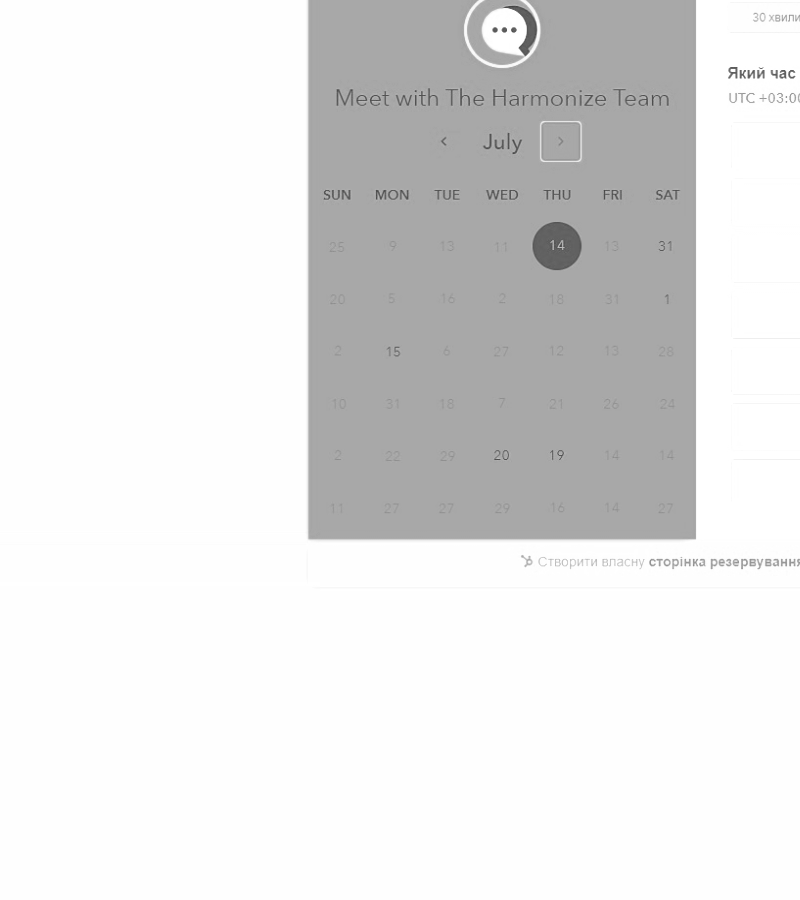 30 хвили
Який час
UTC +03:00
Meet with The Harmonize Team
July
SUN MON TUE WED THU FRI SAT
25 9 13 11 14 13 31
20 5 16 2 18 31 1
2 15 6 27 12 13 28
10 31 18 7 21 26 24
2 22 29 20 19 14 14
11 27 27 29 16 14 27
Створити власну сторінка резервування